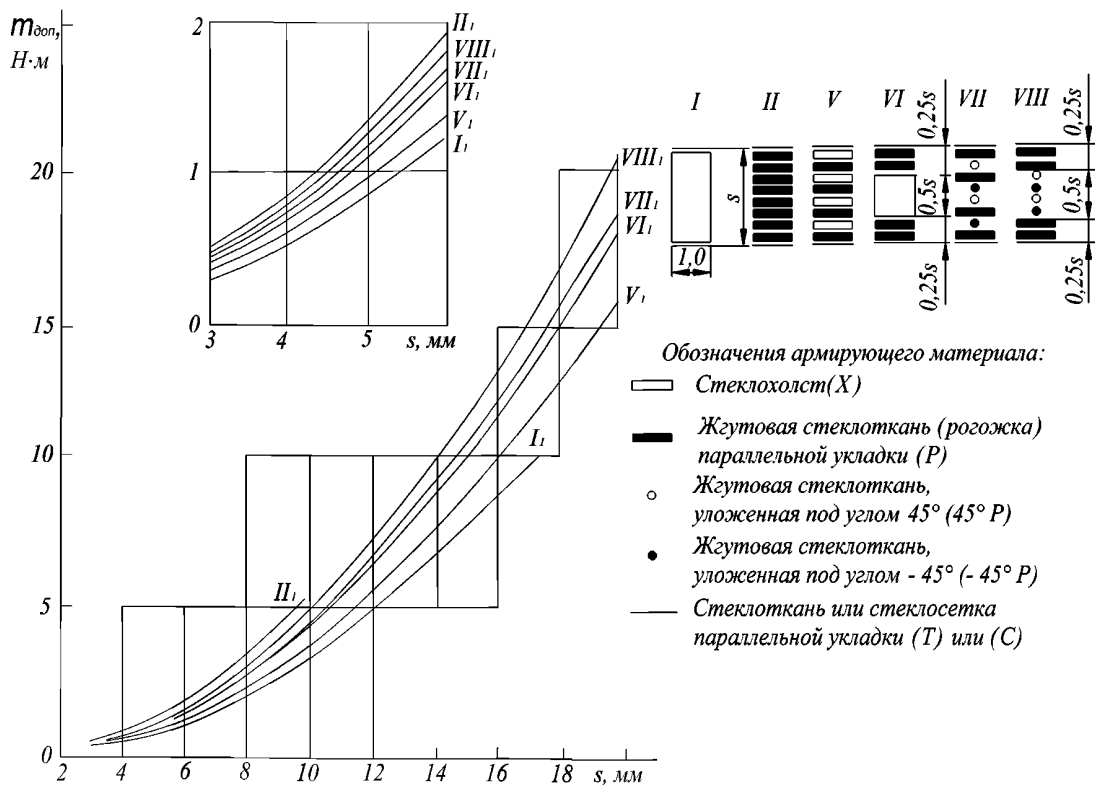 mдоп,
Н·м
20
15
10
5
0
2
4
6
8
10
12
14
16
18
s, мм
2
1
0
3
4
5
s, мм
II₁
VIII₁
VII₁
VI₁
V₁
I₁
VIII₁
VII₁
VI₁
V₁
I₁
II₁
I II V VI VII VIII
s
1,0
0,25s
0,5s
0,25s
0,25s
0,5s
0,25s
Обозначения армирующего материала:
Стеклохолст(Х)
Жгутовая стеклоткань (рогожка)
параллельной укладки (Р)
Жгутовая стеклоткань,
уложенная под углом 45° (45° Р)
Жгутовая стеклоткань,
уложенная под углом - 45° (- 45° Р)
Стеклоткань или стеклосетка
параллельной укладки (Т) или (С)